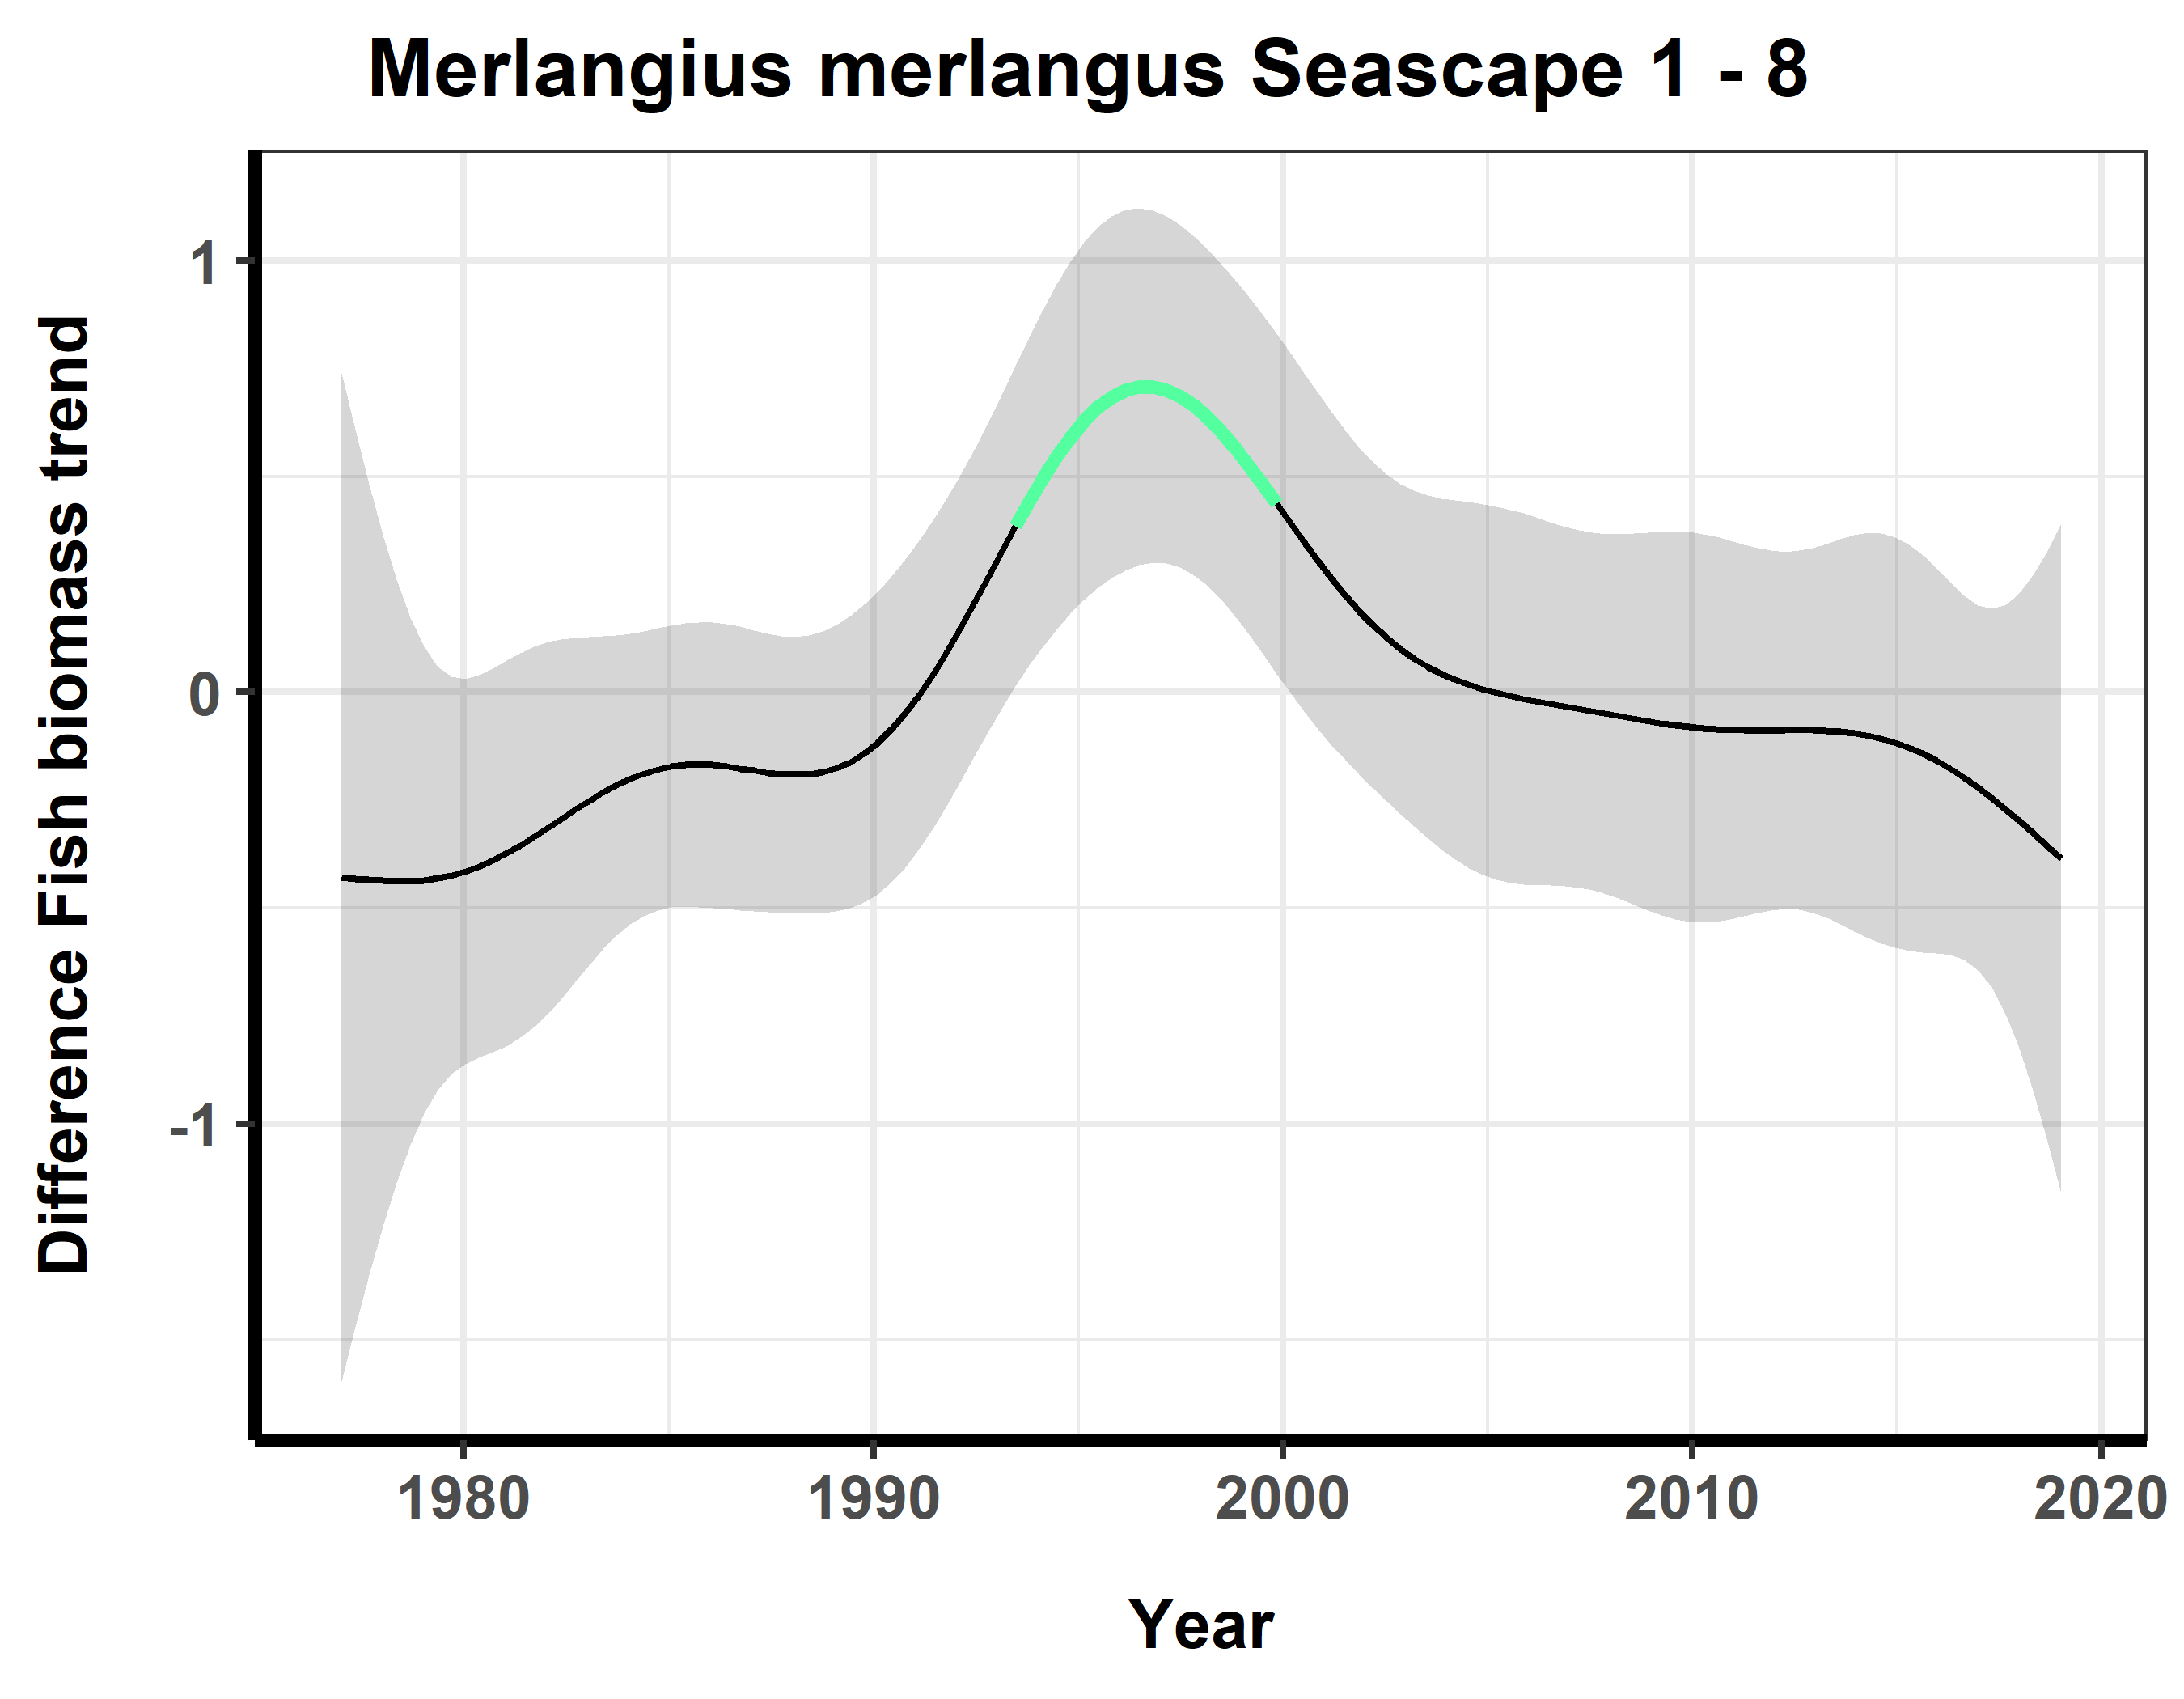 Merlangius merlangus Seascape 1 - 8
Difference Fish biomass trend
1
0
-1
1980
1990
2000
2010
2020
Year